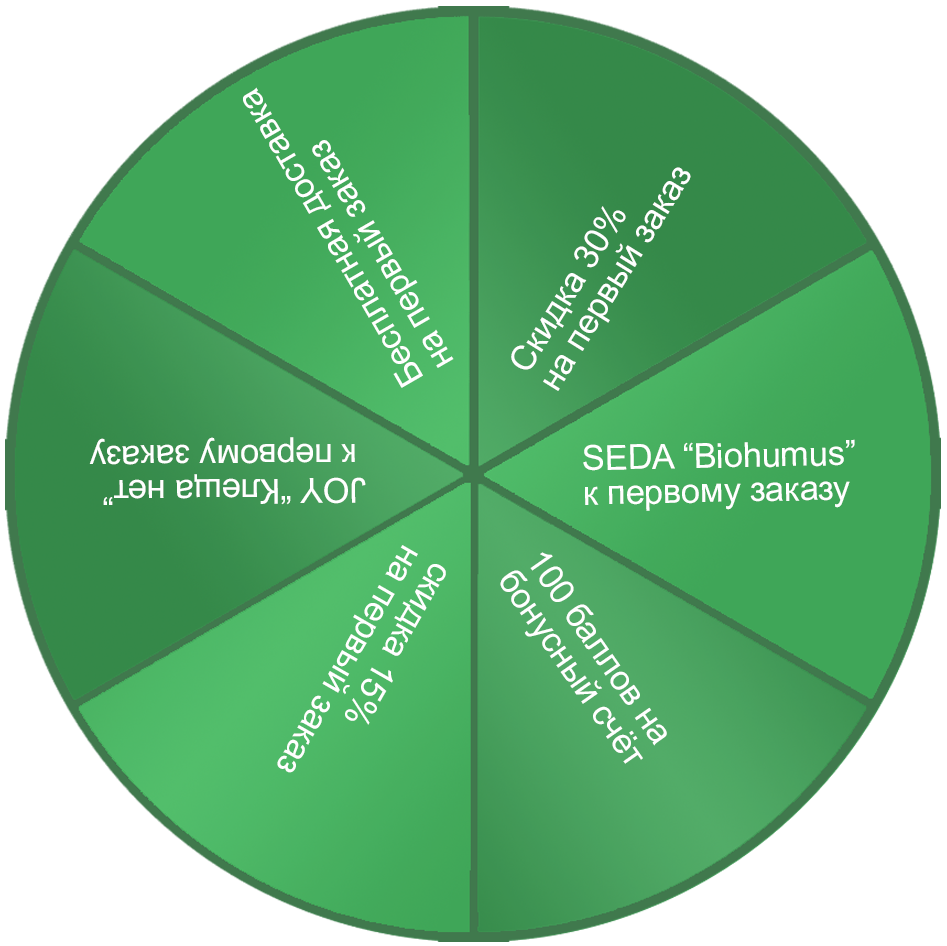 Скидка 30%
на первый заказ
SEDA “Biohumus”
к первому заказу
100 баллов на
бонусный счёт
скидка 15%
на первый заказ
JOY “Клеща нет”
к первому заказу
Бесплатная доставка
на первый заказ